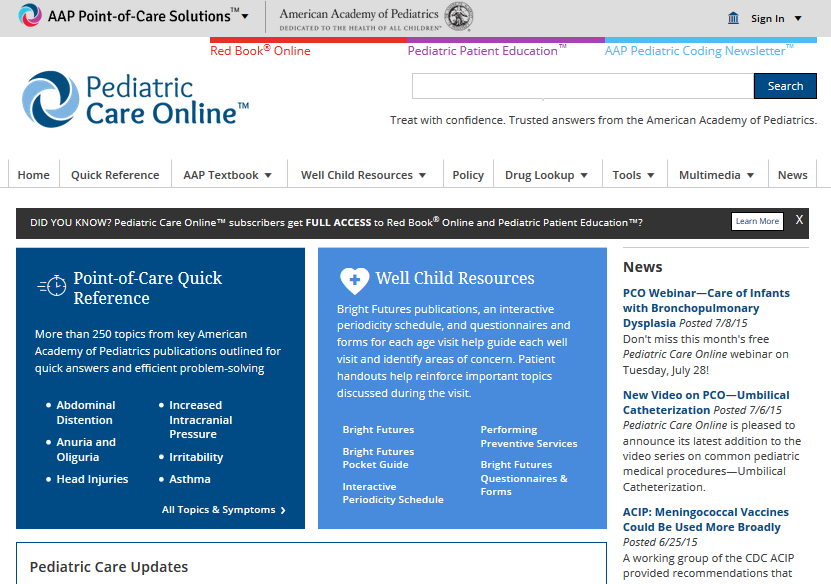 AAP Point-of-Care Solutions™
American Academy of Pediatrics
DEDICATED TO THE HEALTH OF ALL CHILDREN®
Sign In
Red Book® Online
Pediatric Patient Education™
AAP Pediatric Coding Newsletter™
Pediatric
Care Online™
Search
Treat with confidence. Trusted answers from the American Academy of Pediatrics.
Home
Quick Reference
AAP Textbook
Well Child Resources
Policy
Drug Lookup
Tools
Multimedia
News
DID YOU KNOW? Pediatric Care Online™ subscribers get FULL ACCESS to Red Book® Online and Pediatric Patient Education™?
Learn More
X
Point-of-Care Quick
Reference
More than 250 topics from key American
Academy of Pediatrics publications outlined for
quick answers and efficient problem-solving
• Abdominal
Distention
• Anuria and
Oliguria
• Head Injuries
• Increased
Intracranial
Pressure
• Irritability
• Asthma
All Topics & Symptoms ›
Well Child Resources
Bright Futures publications, an interactive
periodicity schedule, and questionnaires and
forms for each age visit help guide each well
visit and identify areas of concern. Patient
handouts help reinforce important topics
discussed during the visit.
Bright Futures
Bright Futures
Pocket Guide
Interactive
Periodicity Schedule
Performing
Preventive Services
Bright Futures
Questionnaires &
Forms
News
PCO Webinar—Care of Infants
with Bronchopulmonary
Dysplasia Posted 7/8/15
Don't miss this month's free
Pediatric Care Online webinar on
Tuesday, July 28!
New Video on PCO—Umbilical
Catheterization Posted 7/6/15
Pediatric Care Online is pleased to
announce its latest addition to the
video series on common pediatric
medical procedures—Umbilical
Catheterization.
ACIP: Meningococcal Vaccines
Could Be Used More Broadly
Posted 6/25/15
A working group of the CDC ACIP
provided recommendations that
Pediatric Care Updates